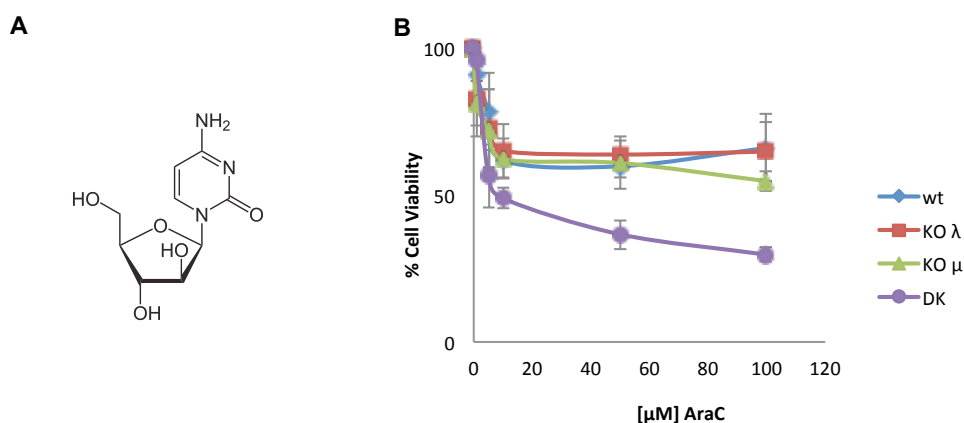 A
NH₂
N
HO
N
O
O
HO
OH
B
100
50
0
% Cell Viability
0 20 40 60 80 100 120
[μM] AraC
wt
KO λ
KO μ
DK